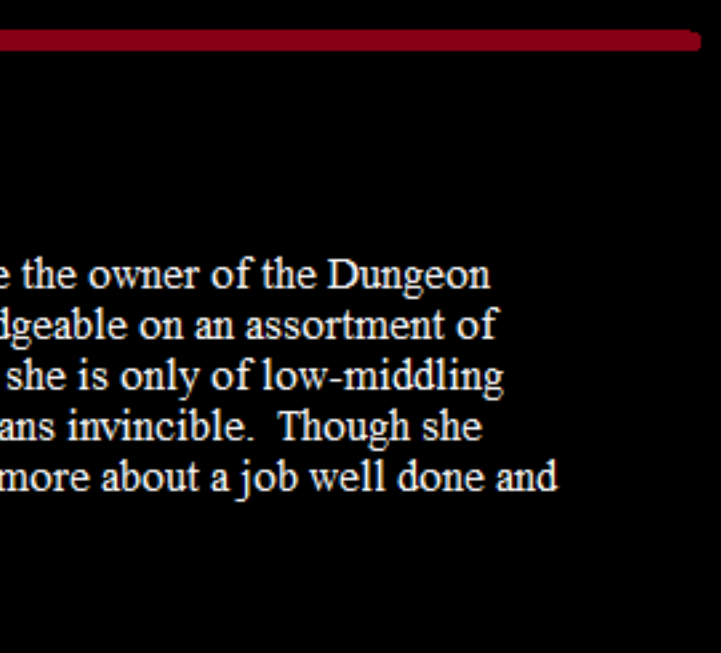 e the owner of the Dungeon
dgeable on an assortment of
she is only of low-middling
ans invincible.  Though she
more about a job well done and